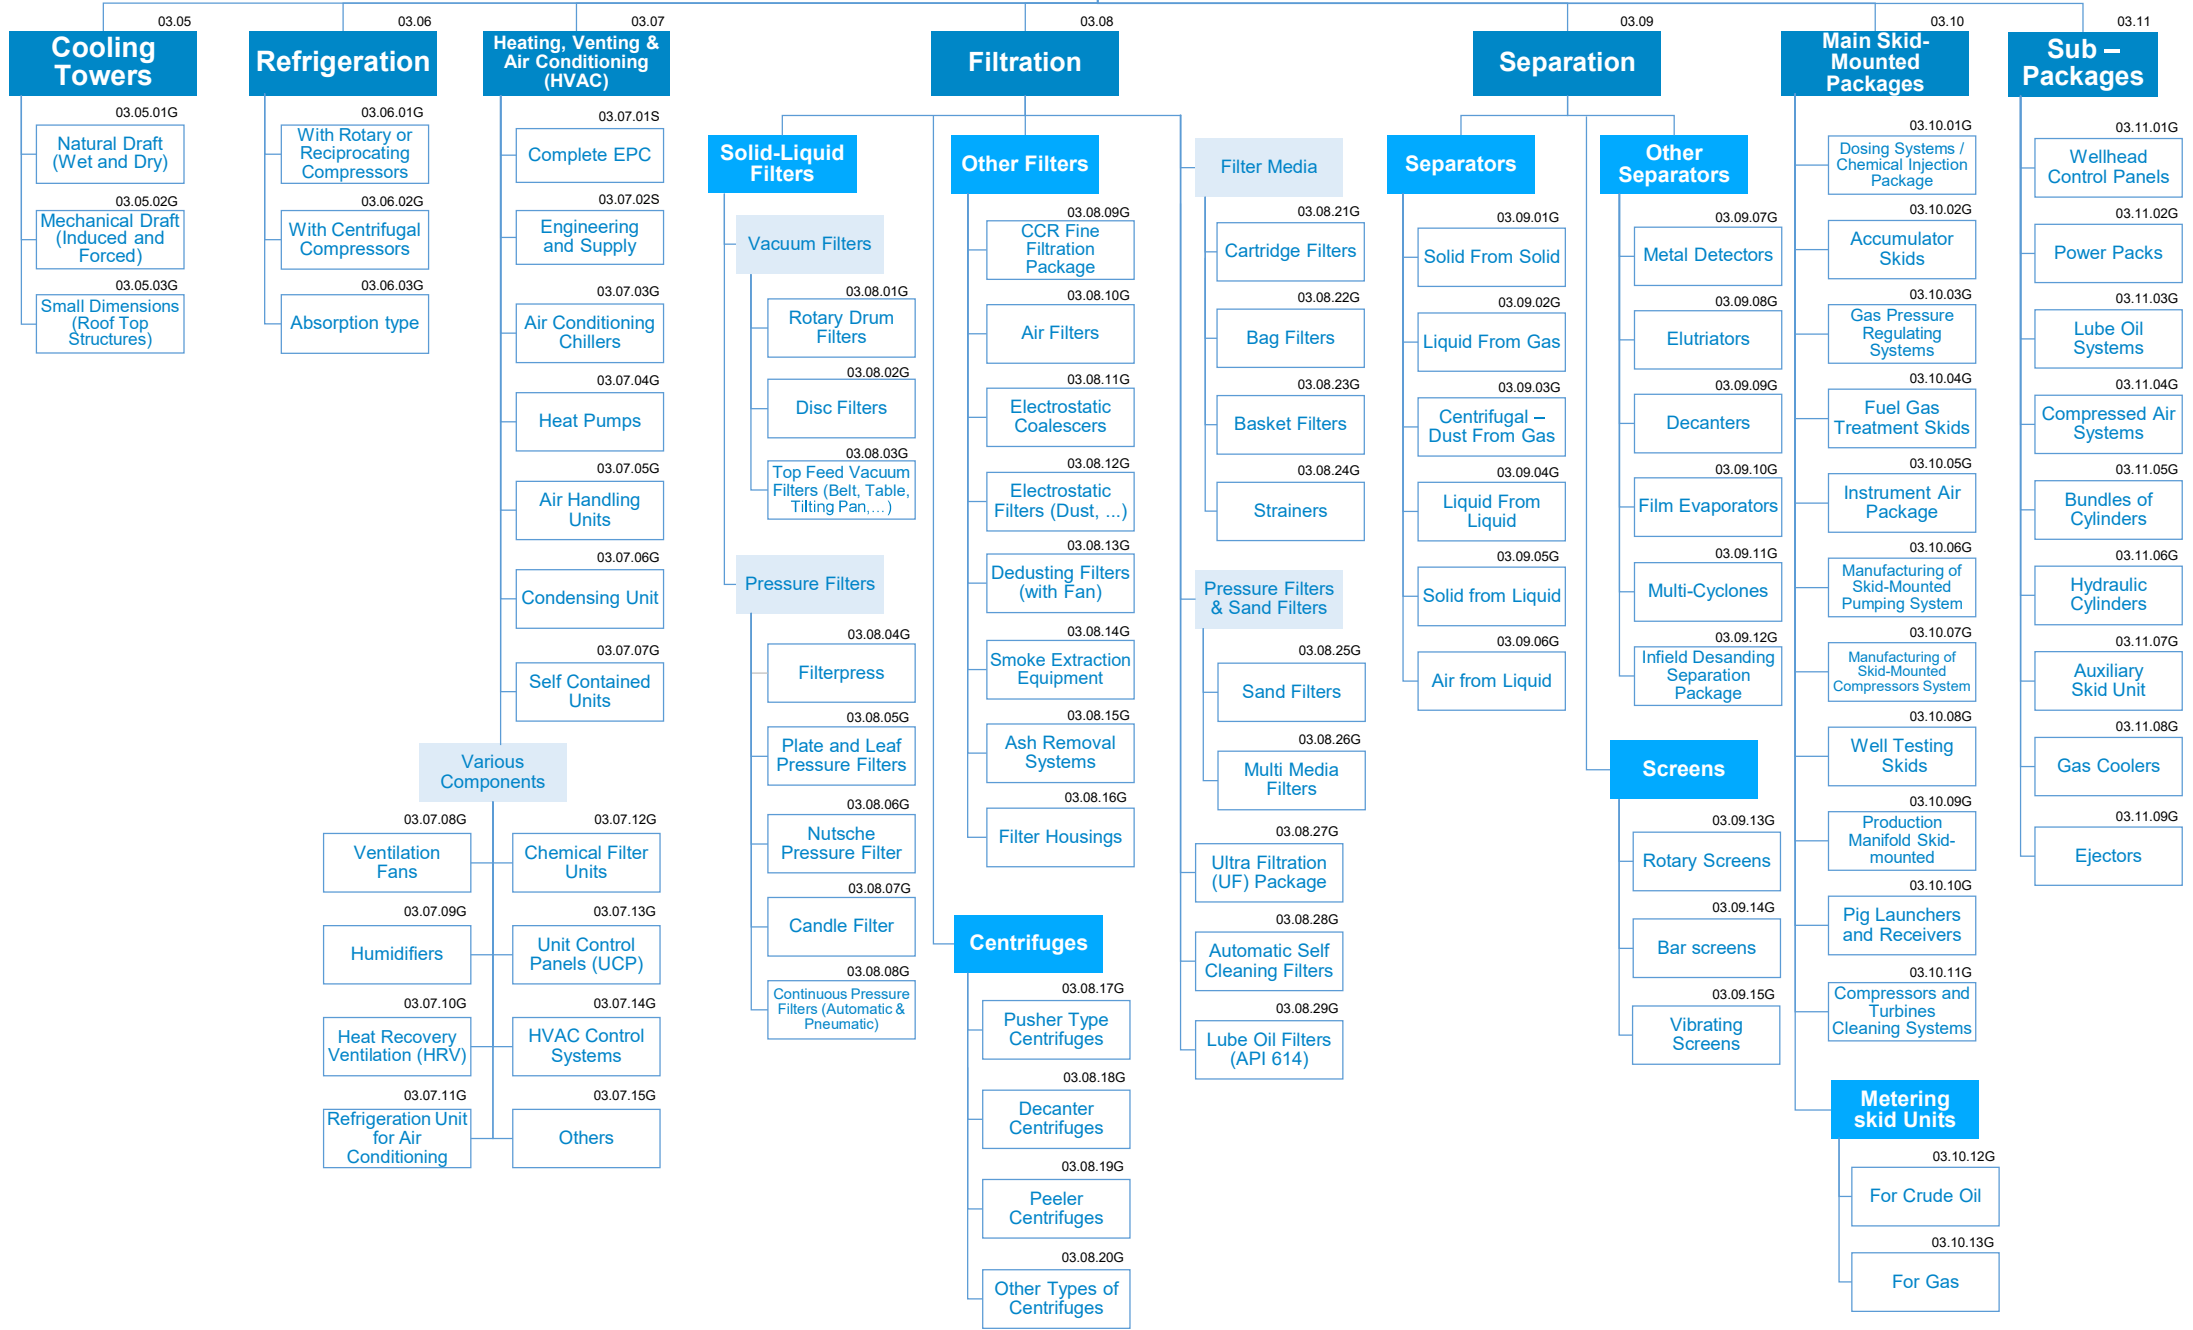 03.05
Cooling
Towers
03.05.01G
Natural Draft
(Wet and Dry)
03.05.02G
Mechanical Draft
(Induced and
Forced)
03.05.03G
Small Dimensions
(Roof Top
Structures)
03.06
Refrigeration
03.06.01G
With Rotary or
Reciprocating
Compressors
03.06.02G
With Centrifugal
Compressors
03.06.03G
Absorption type
03.07
Heating, Venting &
Air Conditioning
(HVAC)
03.07.01S
Complete EPC
03.07.02S
Engineering
and Supply
03.07.03G
Air Conditioning
Chillers
03.07.04G
Heat Pumps
03.07.05G
Air Handling
Units
03.07.06G
Condensing Unit
03.07.07G
Self Contained
Units
Various
Components
03.07.08G
Ventilation
Fans
03.07.09G
Humidifiers
03.07.10G
Heat Recovery
Ventilation (HRV)
03.07.11G
Refrigeration Unit
for Air
Conditioning
03.07.12G
Chemical Filter
Units
03.07.13G
Unit Control
Panels (UCP)
03.07.14G
HVAC Control
Systems
03.07.15G
Others
03.08
Filtration
Solid-Liquid
Filters
Vacuum Filters
03.08.01G
Rotary Drum
Filters
03.08.02G
Disc Filters
03.08.03G
Top Feed Vacuum
Filters (Belt, Table,
Tilting Pan,…)
Pressure Filters
03.08.04G
Filterpress
03.08.05G
Plate and Leaf
Pressure Filters
03.08.06G
Nutsche
Pressure Filter
03.08.07G
Candle Filter
03.08.08G
Continuous Pressure
Filters (Automatic &
Pneumatic)
Other Filters
03.08.09G
CCR Fine
Filtration
Package
03.08.10G
Air Filters
03.08.11G
Electrostatic
Coalescers
03.08.12G
Electrostatic
Filters (Dust, ...)
03.08.13G
Dedusting Filters
(with Fan)
03.08.14G
Smoke Extraction
Equipment
03.08.15G
Ash Removal
Systems
03.08.16G
Filter Housings
Centrifuges
03.08.17G
Pusher Type
Centrifuges
03.08.18G
Decanter
Centrifuges
03.08.19G
Peeler
Centrifuges
03.08.20G
Other Types of
Centrifuges
Filter Media
03.08.21G
Cartridge Filters
03.08.22G
Bag Filters
03.08.23G
Basket Filters
03.08.24G
Strainers
Pressure Filters
& Sand Filters
03.08.25G
Sand Filters
03.08.26G
Multi Media
Filters
03.08.27G
Ultra Filtration
(UF) Package
03.08.28G
Automatic Self
Cleaning Filters
03.08.29G
Lube Oil Filters
(API 614)
03.09
Separation
Separators
03.09.01G
Solid From Solid
03.09.02G
Liquid From Gas
03.09.03G
Centrifugal –
Dust From Gas
03.09.04G
Liquid From
Liquid
03.09.05G
Solid from Liquid
03.09.06G
Air from Liquid
Other
Separators
03.09.07G
Metal Detectors
03.09.08G
Elutriators
03.09.09G
Decanters
03.09.10G
Film Evaporators
03.09.11G
Multi-Cyclones
03.09.12G
Infield Desanding
Separation
Package
Screens
03.09.13G
Rotary Screens
03.09.14G
Bar screens
03.09.15G
Vibrating
Screens
03.10
Main Skid-
Mounted
Packages
03.10.01G
Dosing Systems /
Chemical Injection
Package
03.10.02G
Accumulator
Skids
03.10.03G
Gas Pressure
Regulating
Systems
03.10.04G
Fuel Gas
Treatment Skids
03.10.05G
Instrument Air
Package
03.10.06G
Manufacturing of
Skid-Mounted
Pumping System
03.10.07G
Manufacturing of
Skid-Mounted
Compressors System
03.10.08G
Well Testing
Skids
03.10.09G
Production
Manifold Skid-
mounted
03.10.10G
Pig Launchers
and Receivers
03.10.11G
Compressors and
Turbines
Cleaning Systems
Metering
skid Units
03.10.12G
For Crude Oil
03.10.13G
For Gas
03.11
Sub –
Packages
03.11.01G
Wellhead
Control Panels
03.11.02G
Power Packs
03.11.03G
Lube Oil
Systems
03.11.04G
Compressed Air
Systems
03.11.05G
Bundles of
Cylinders
03.11.06G
Hydraulic
Cylinders
03.11.07G
Auxiliary
Skid Unit
03.11.08G
Gas Coolers
03.11.09G
Ejectors